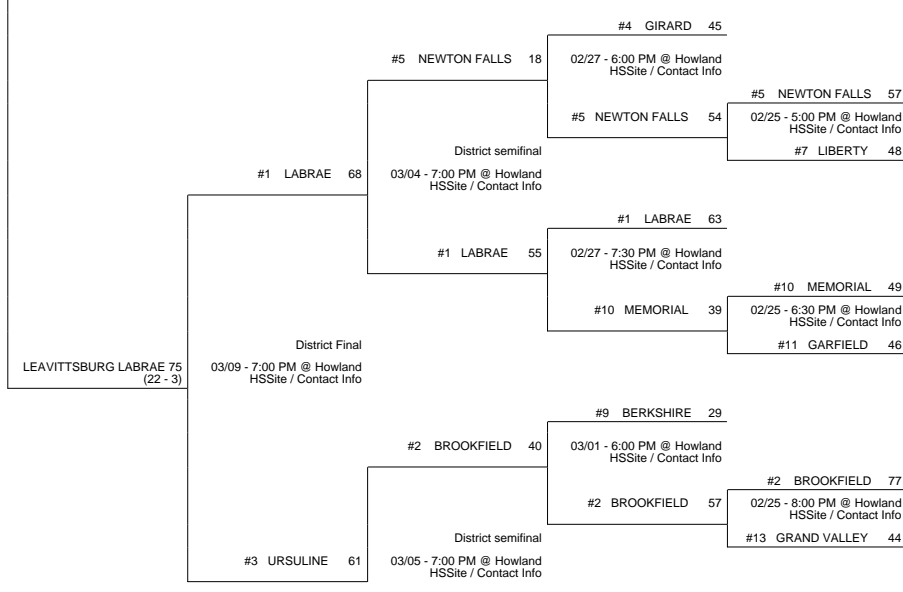 #4 GIRARD 45
#5 NEWTON FALLS 18
02/27 - 6:00 PM @ Howland
HSSite / Contact Info
#5 NEWTON FALLS 57
#5 NEWTON FALLS 54
02/25 - 5:00 PM @ Howland
HSSite / Contact Info
District semifinal
#7 LIBERTY 48
#1 LABRAE 68
03/04 - 7:00 PM @ Howland
HSSite / Contact Info
#1 LABRAE 63
#1 LABRAE 55
02/27 - 7:30 PM @ Howland
HSSite / Contact Info
#10 MEMORIAL 49
#10 MEMORIAL 39
02/25 - 6:30 PM @ Howland
HSSite / Contact Info
District Final
#11 GARFIELD 46
LEAVITTSBURG LABRAE 75
(22 - 3)
03/09 - 7:00 PM @ Howland
HSSite / Contact Info
#9 BERKSHIRE 29
#2 BROOKFIELD 40
03/01 - 6:00 PM @ Howland
HSSite / Contact Info
#2 BROOKFIELD 77
#2 BROOKFIELD 57
02/25 - 8:00 PM @ Howland
HSSite / Contact Info
District semifinal
#13 GRAND VALLEY 44
#3 URSULINE 61
03/05 - 7:00 PM @ Howland
HSSite / Contact Info